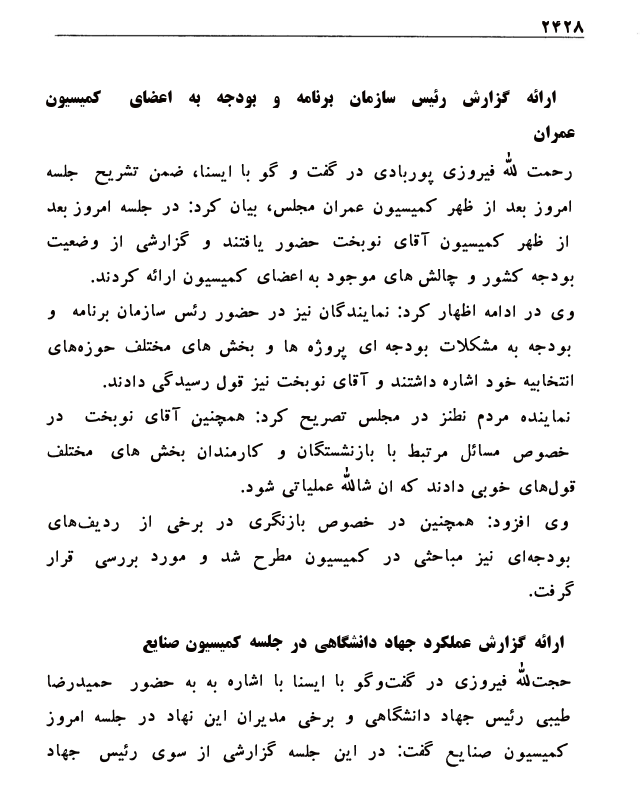 ۲۴۲۸
ارائه گزارش رئیس سازمان برنامه و بودجه به اعضای کمیسیون
عمران
رحمت الله فیروزی پوربادی در گفت و گو با ایسنا، ضمن تشریح جلسه
امروز بعد از ظهر کمیسیون عمران مجلس، بیان کرد: در جلسه امروز بعد
از ظهر کمیسیون آقای نوبخت حضور یافتند و گزارشی از وضعیت
بودجه کشور و چالش های موجود به اعضای کمیسیون ارائه کردند.
وی در ادامه اظهار کرد: نمایندگان نیز در حضور رئس سازمان برنامه و
بودجه به مشکلات بودجه ای پروژه ها و بخش های مختلف حوزه‌های
انتخابیه خود اشاره داشتند و آقای نوبخت نیز قول رسیدگی دادند.
نماینده مردم نطنز در مجلس تصریح کرد: همچنین آقای نوبخت در
خصوص مسائل مرتبط با بازنشستگان و کارمندان بخش های مختلف
قول‌های خوبی دادند که ان شالله عملیاتی شود.
وی افزود: همچنین در خصوص بازنگری در برخی از ردیف‌های
بودجه‌ای نیز مباحثی در کمیسیون مطرح شد و مورد بررسی قرار
گرفت.
ارائه گزارش عملکرد جهاد دانشگاهی در جلسه کمیسیون صنایع
حجت‌الله فیروزی در گفت‌وگو با ایسنا با اشاره به به حضور حمیدرضا
طیبی رئیس جهاد دانشگاهی و برخی مدیران این نهاد در جلسه امروز
کمیسیون صنایع گفت: در این جلسه گزارشی از سوی رئیس جهاد